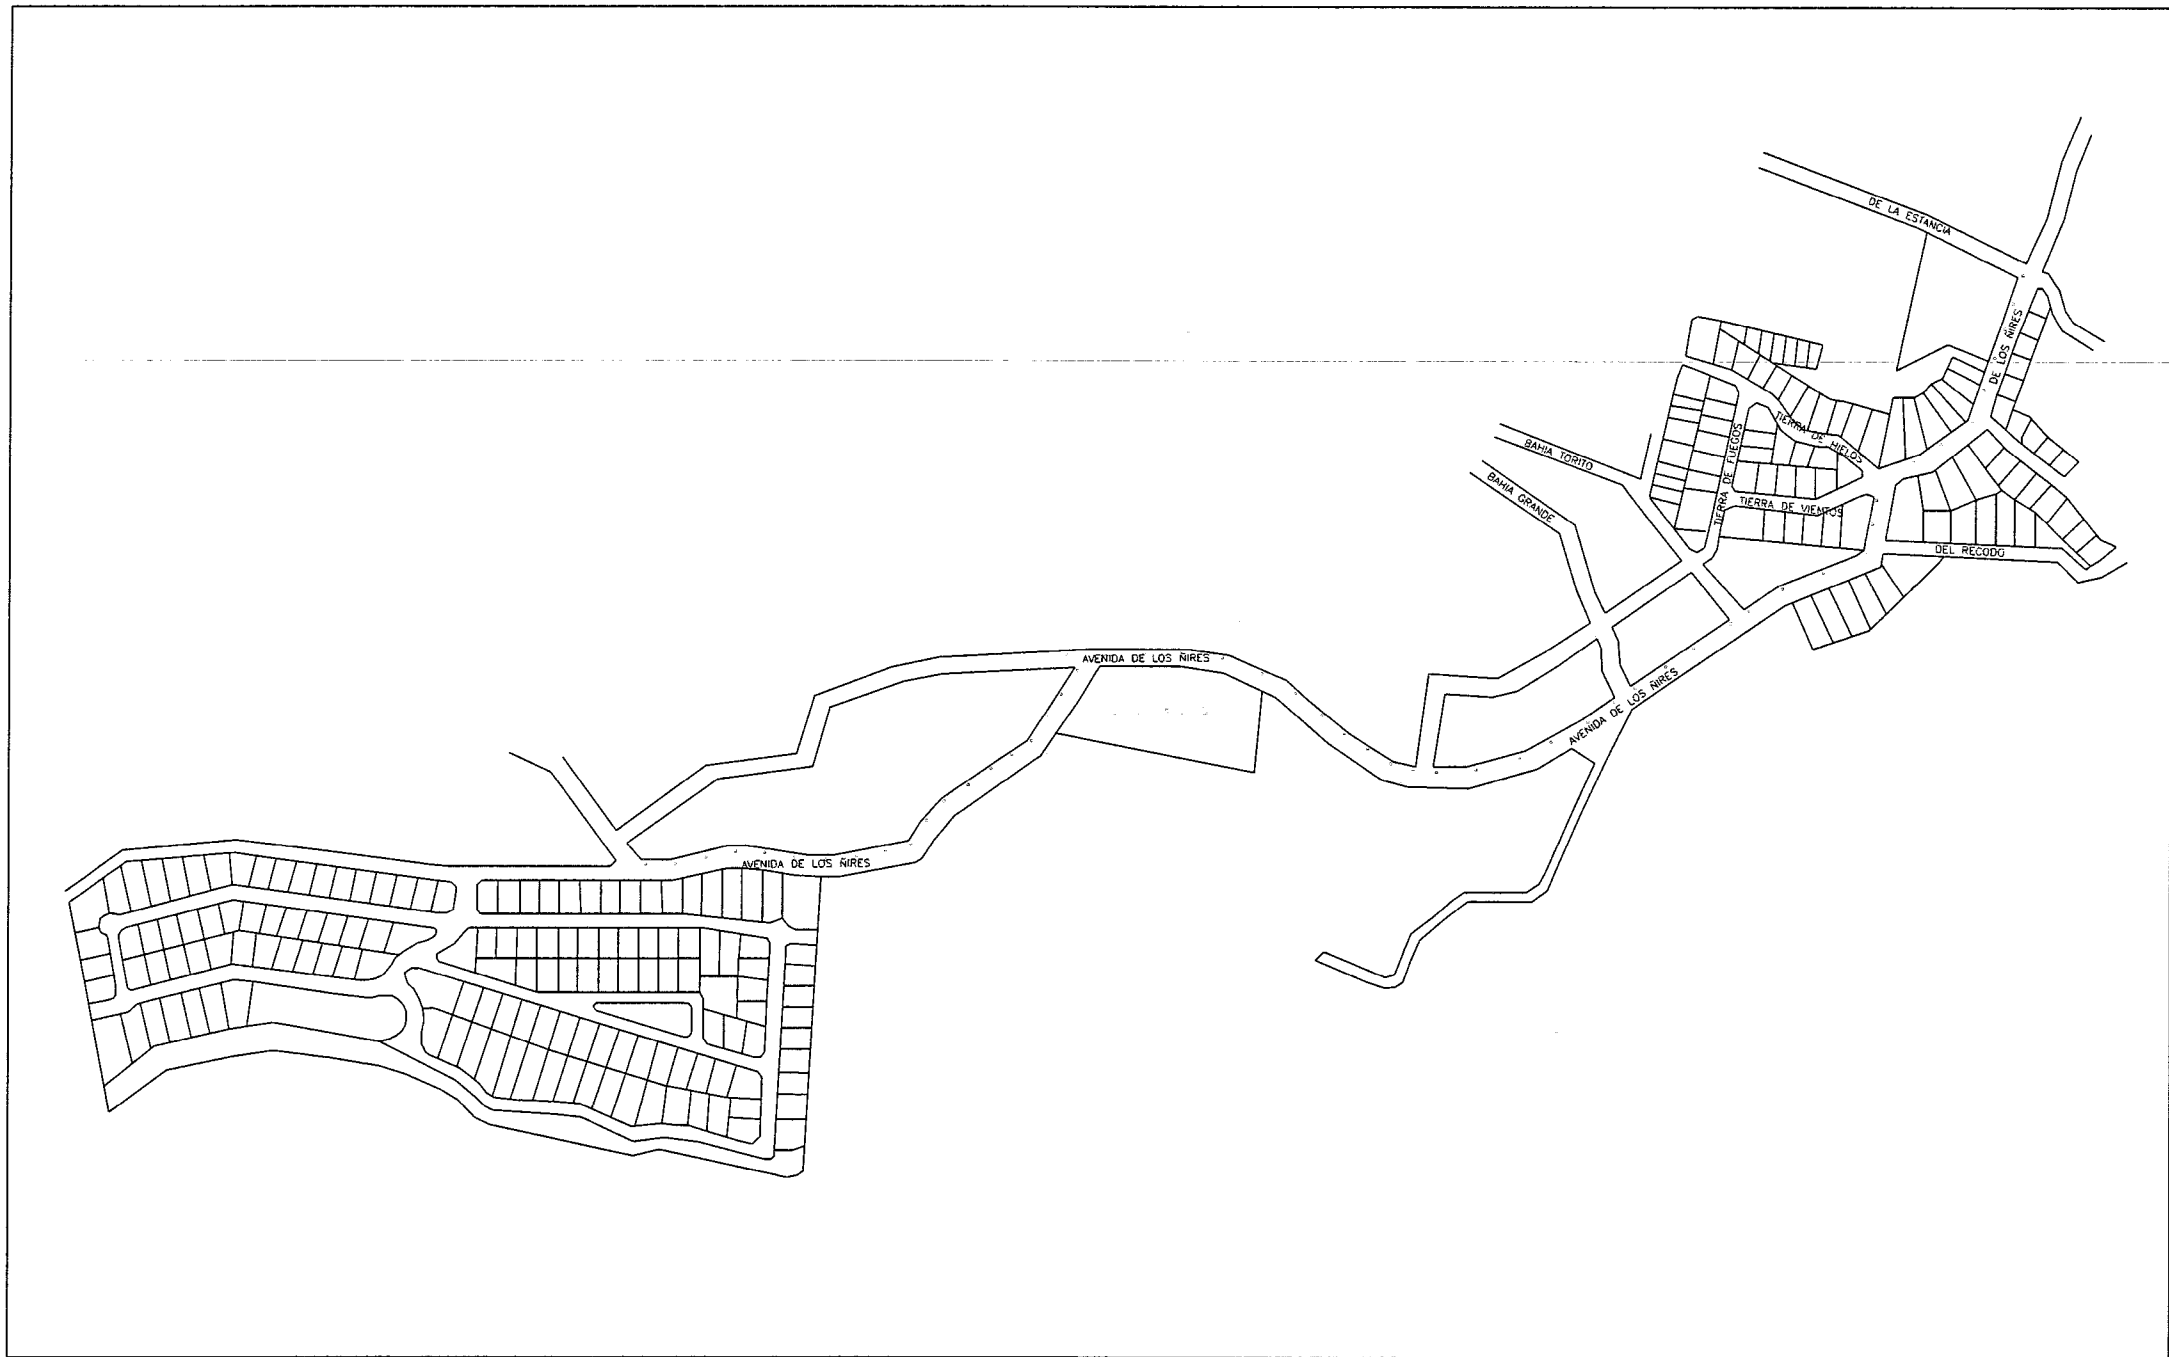 DE LA ESTANCIA
DE LOS ÑIRES
TIERRA DE HIELOS
TIERRA DE FUEGOS
BAHIA TORITO
BAHIA GRANDE
TIERRA DE VIENTOS
DEL RECODO
AVENIDA DE LOS ÑIRES
AVENIDA DE LOS ÑIRES
AVENIDA DE LOS ÑIRES